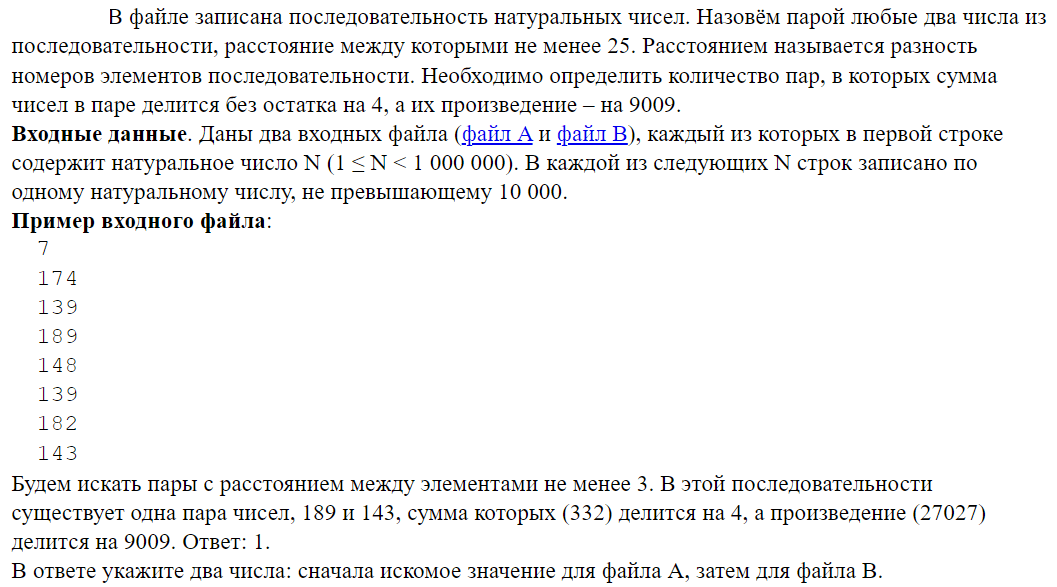 В файле записана последовательность натуральных чисел. Назовём парой любые два числа из
последовательности, расстояние между которыми не менее 25. Расстоянием называется разность
номеров элементов последовательности. Необходимо определить количество пар, в которых сумма
чисел в паре делится без остатка на 4, а их произведение – на 9009.
Входные данные. Даны два входных файла (файл A и файл B), каждый из которых в первой строке
содержит натуральное число N (1 ≤ N < 1 000 000). В каждой из следующих N строк записано по
одному натуральному числу, не превышающему 10 000.
Пример входного файла:
7
174
139
189
148
139
182
143
Будем искать пары с расстоянием между элементами не менее 3. В этой последовательности
существует одна пара чисел, 189 и 143, сумма которых (332) делится на 4, а произведение (27027)
делится на 9009. Ответ: 1.
В ответе укажите два числа: сначала искомое значение для файла A, затем для файла B.